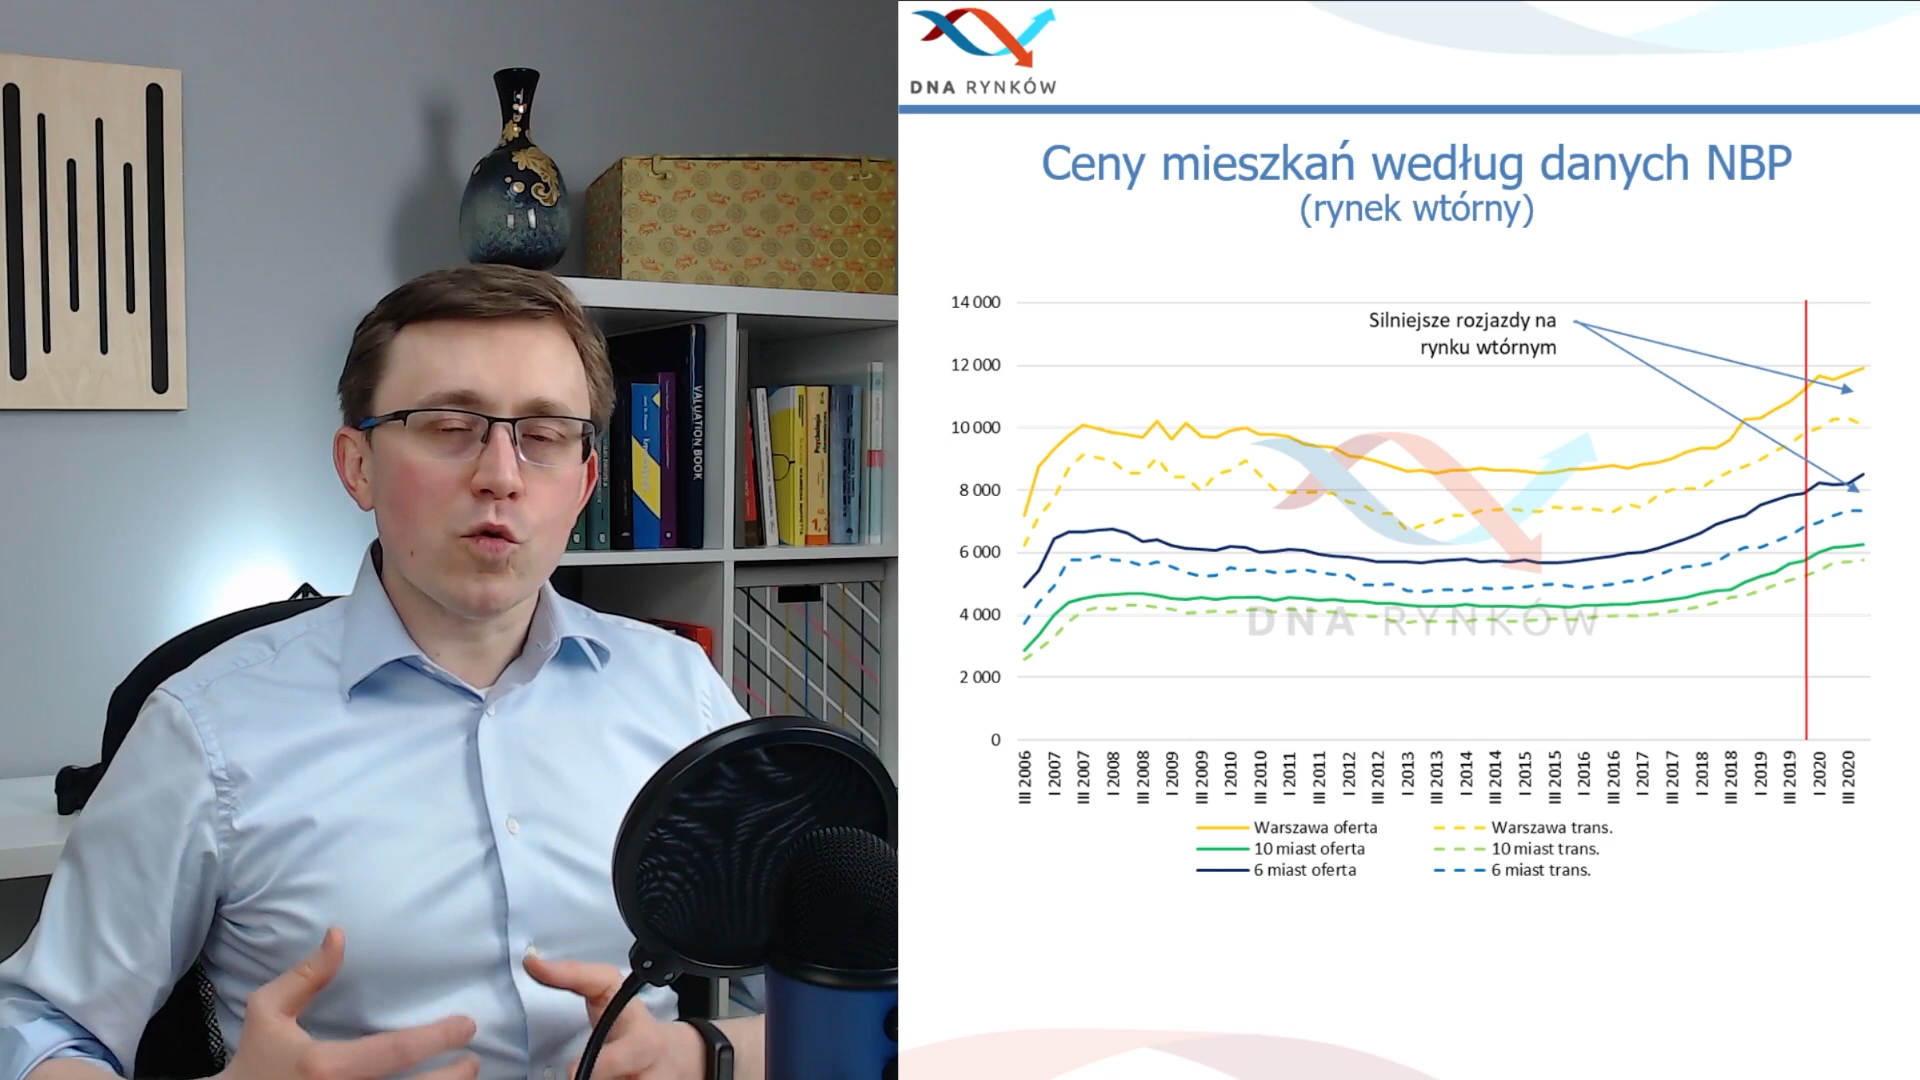 DNA RYNKÓW
Ceny mieszkań według danych NBP
(rynek wtórny)
Silniejsze rozjazdy na
rynku wtórnym
14 000
12 000
10 000
8 000
6 000
4 000
2 000
0
DNA RYNKÓW
III 2006
I 2007
III 2007
I 2008
III 2008
I 2009
III 2009
I 2010
III 2010
I 2011
III 2011
I 2012
III 2012
I 2013
III 2013
I 2014
III 2014
I 2015
III 2015
I 2016
III 2016
I 2017
III 2017
I 2018
III 2018
I 2019
III 2019
I 2020
III 2020
Warszawa oferta
Warszawa trans.
10 miast oferta
10 miast trans.
6 miast oferta
6 miast trans.
VALUATION BOOK
Psychologia
1, 2